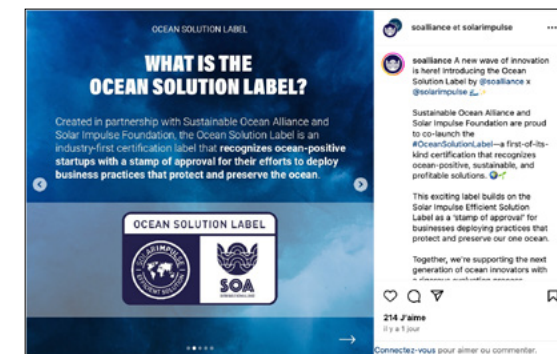 OCEAN SOLUTION LABEL
WHAT IS THE
OCEAN SOLUTION LABEL?
Created in partnership with Sustainable Ocean Alliance and
Solar Impulse Foundation, the Ocean Solution Label is an
industry-first certification label that recognizes ocean-positive
startups with a stamp of approval for their efforts to deploy
business practices that protect and preserve the ocean.
OCEAN SOLUTION LABEL
SOLARIMPULSE
EFFICIENT SOLUTION
SOA
soalliance et solarimpulse
soalliance A new wave of innovation
is here! Introducing the Ocean
Solution Label by @soalliance x
@solarimpulse
Sustainable Ocean Alliance and
Solar Impulse Foundation are proud
to co-launch the
#OceanSolutionLabel—a first-of-its-
kind certification that recognizes
ocean-positive, sustainable, and
profitable solutions.
This exciting label builds on the
Solar Impulse Efficient Solution
Label as a 'stamp of approval' for
businesses deploying practices that
protect and preserve our one ocean.
Together, we're supporting the next
generation of ocean innovators with
a rigorous evaluation process
214 J'aime
il y a 1 jour
Connectez-vous pour aimer ou commenter.